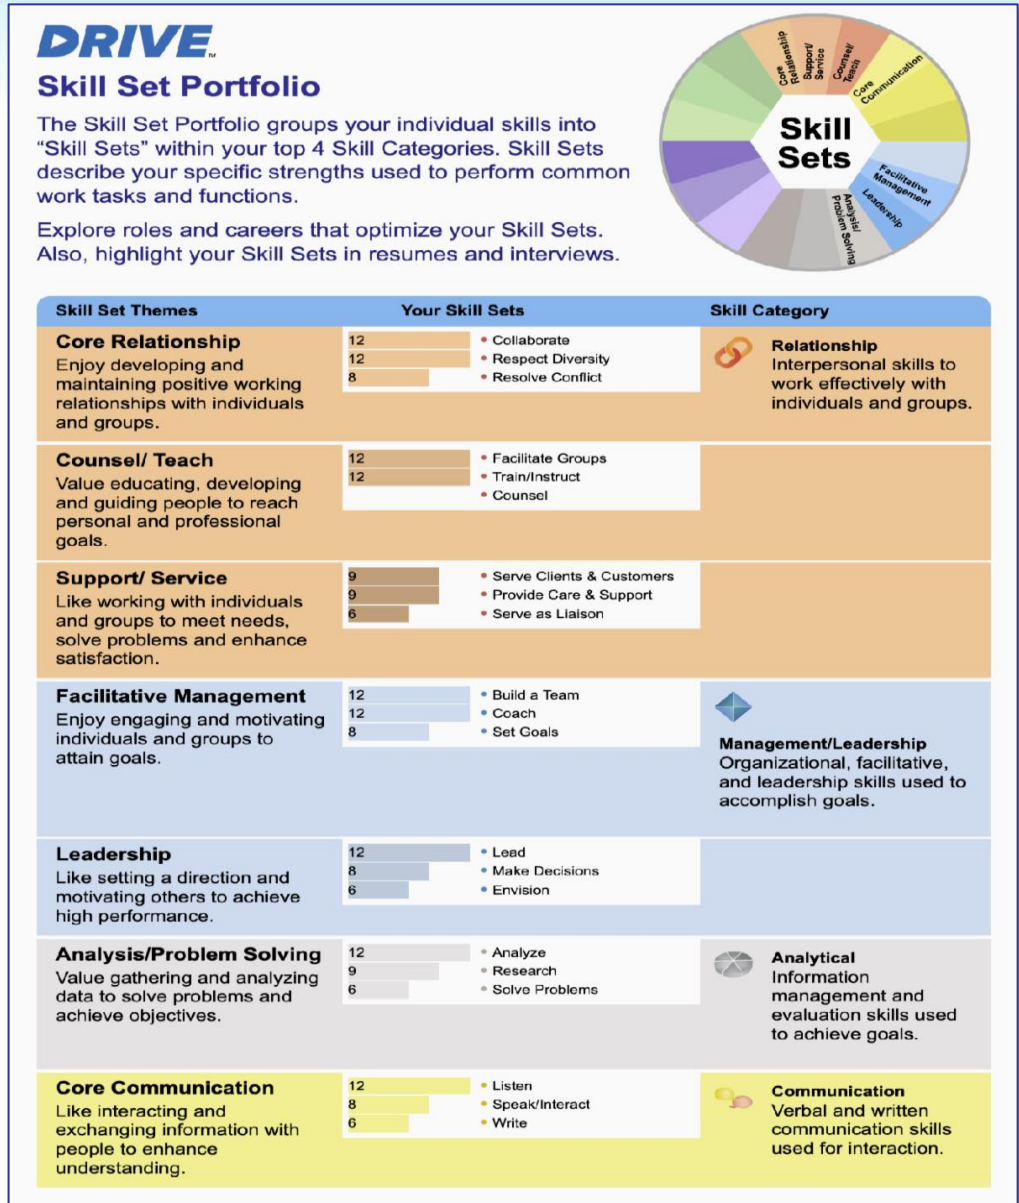 DRIVE™
Skill Set Portfolio
The Skill Set Portfolio groups your individual skills into
“Skill Sets” within your top 4 Skill Categories. Skill Sets
describe your specific strengths used to perform common
work tasks and functions.
Explore roles and careers that optimize your Skill Sets.
Also, highlight your Skill Sets in resumes and interviews.
Core
Relationship
Support/
Service
Counsel/
Teach
Core
Communication
Skill
Sets
Facilitative
Management
Leadership
Analysis/
Problem Solving
Skill Set Themes Your Skill Sets Skill Category
Core Relationship
Enjoy developing and
maintaining positive working
relationships with individuals
and groups.
12 • Collaborate
12 • Respect Diversity
8 • Resolve Conflict
Relationship
Interpersonal skills to
work effectively with
individuals and groups.
Counsel/ Teach
Value educating, developing
and guiding people to reach
personal and professional
goals.
12 • Facilitate Groups
12 • Train/Instruct
• Counsel
Support/ Service
Like working with individuals
and groups to meet needs,
solve problems and enhance
satisfaction.
9 • Serve Clients & Customers
9 • Provide Care & Support
6 • Serve as Liaison
Facilitative Management
Enjoy engaging and motivating
individuals and groups to
attain goals.
12 • Build a Team
12 • Coach
8 • Set Goals
Management/Leadership
Organizational, facilitative,
and leadership skills used to
accomplish goals.
Leadership
Like setting a direction and
motivating others to achieve
high performance.
12 • Lead
8 • Make Decisions
6 • Envision
Analysis/Problem Solving
Value gathering and analyzing
data to solve problems and
achieve objectives.
12 • Analyze
9 • Research
6 • Solve Problems
Analytical
Information
management and
evaluation skills used
to achieve goals.
Core Communication
Like interacting and
exchanging information with
people to enhance
understanding.
12 • Listen
8 • Speak/Interact
6 • Write
Communication
Verbal and written
communication skills
used for interaction.